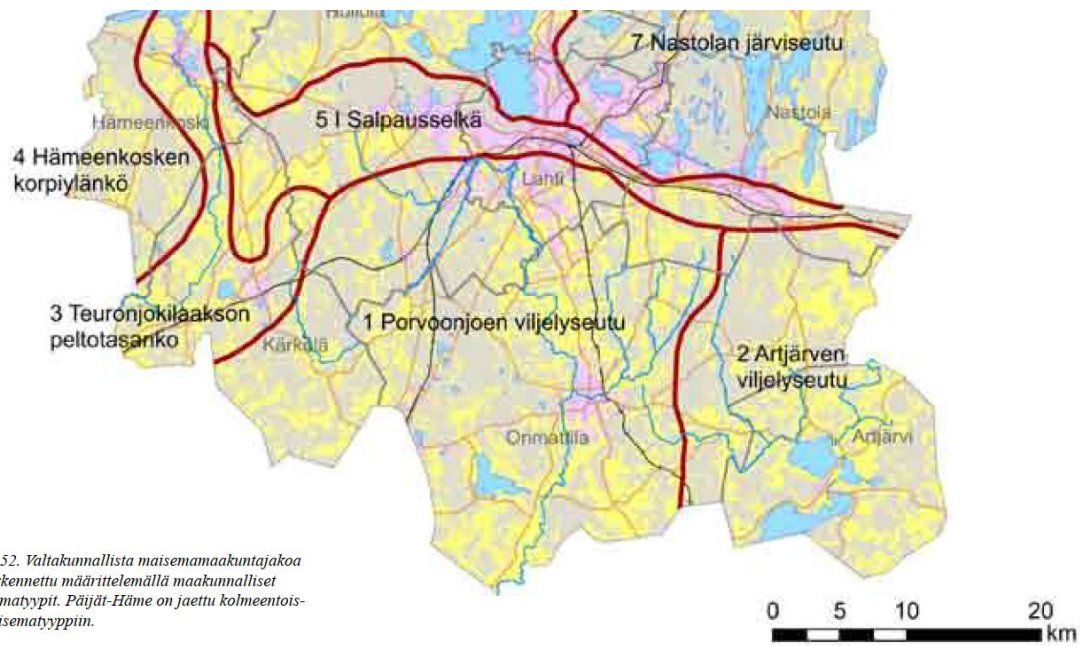 Hollola
7 Nastolan järviseutu
Nastola
Hämeenkoski
5 I Salpausselkä
4 Hämeenkosken
korpiylänkö
Lahti
3 Teuronjokilaakson
peltotasanko
Kärkölä
1 Porvoonjoen viljelyseutu
2 Artjärven
viljelyseutu
Orimattila
Artjärvi
52. Valtakunnallista maisemamaakuntajakoa
kennettu määrittelemällä maakunnalliset
matyypit. Päijät-Häme on jaettu kolmeentois-
isematyyppiin.
0 5 10 20
km